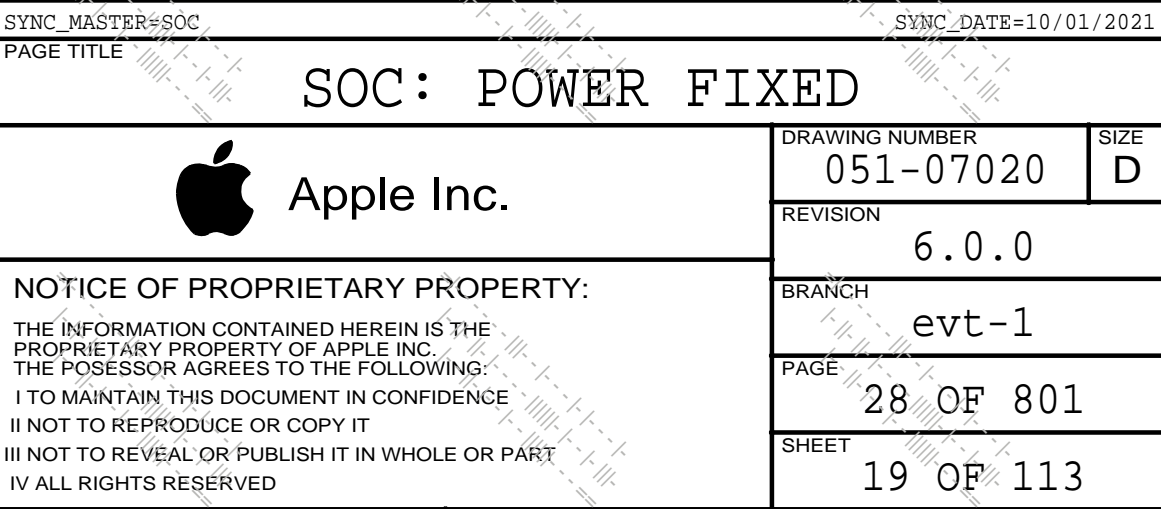 SYNC_MASTER=SOC
SYNC_DATE=10/01/2021
PAGE TITLE
SOC: POWER FIXED
Apple Inc.
DRAWING NUMBER
051-07020
SIZE
D
REVISION
6.0.0
NOTICE OF PROPRIETARY PROPERTY:
THE INFORMATION CONTAINED HEREIN IS THE
PROPRIETARY PROPERTY OF APPLE INC.
THE POSESSOR AGREES TO THE FOLLOWING:
I TO MAINTAIN THIS DOCUMENT IN CONFIDENCE
II NOT TO REPRODUCE OR COPY IT
III NOT TO REVEAL OR PUBLISH IT IN WHOLE OR PART
IV ALL RIGHTS RESERVED
BRANCH
evt-1
PAGE
28 OF 801
SHEET
19 OF 113